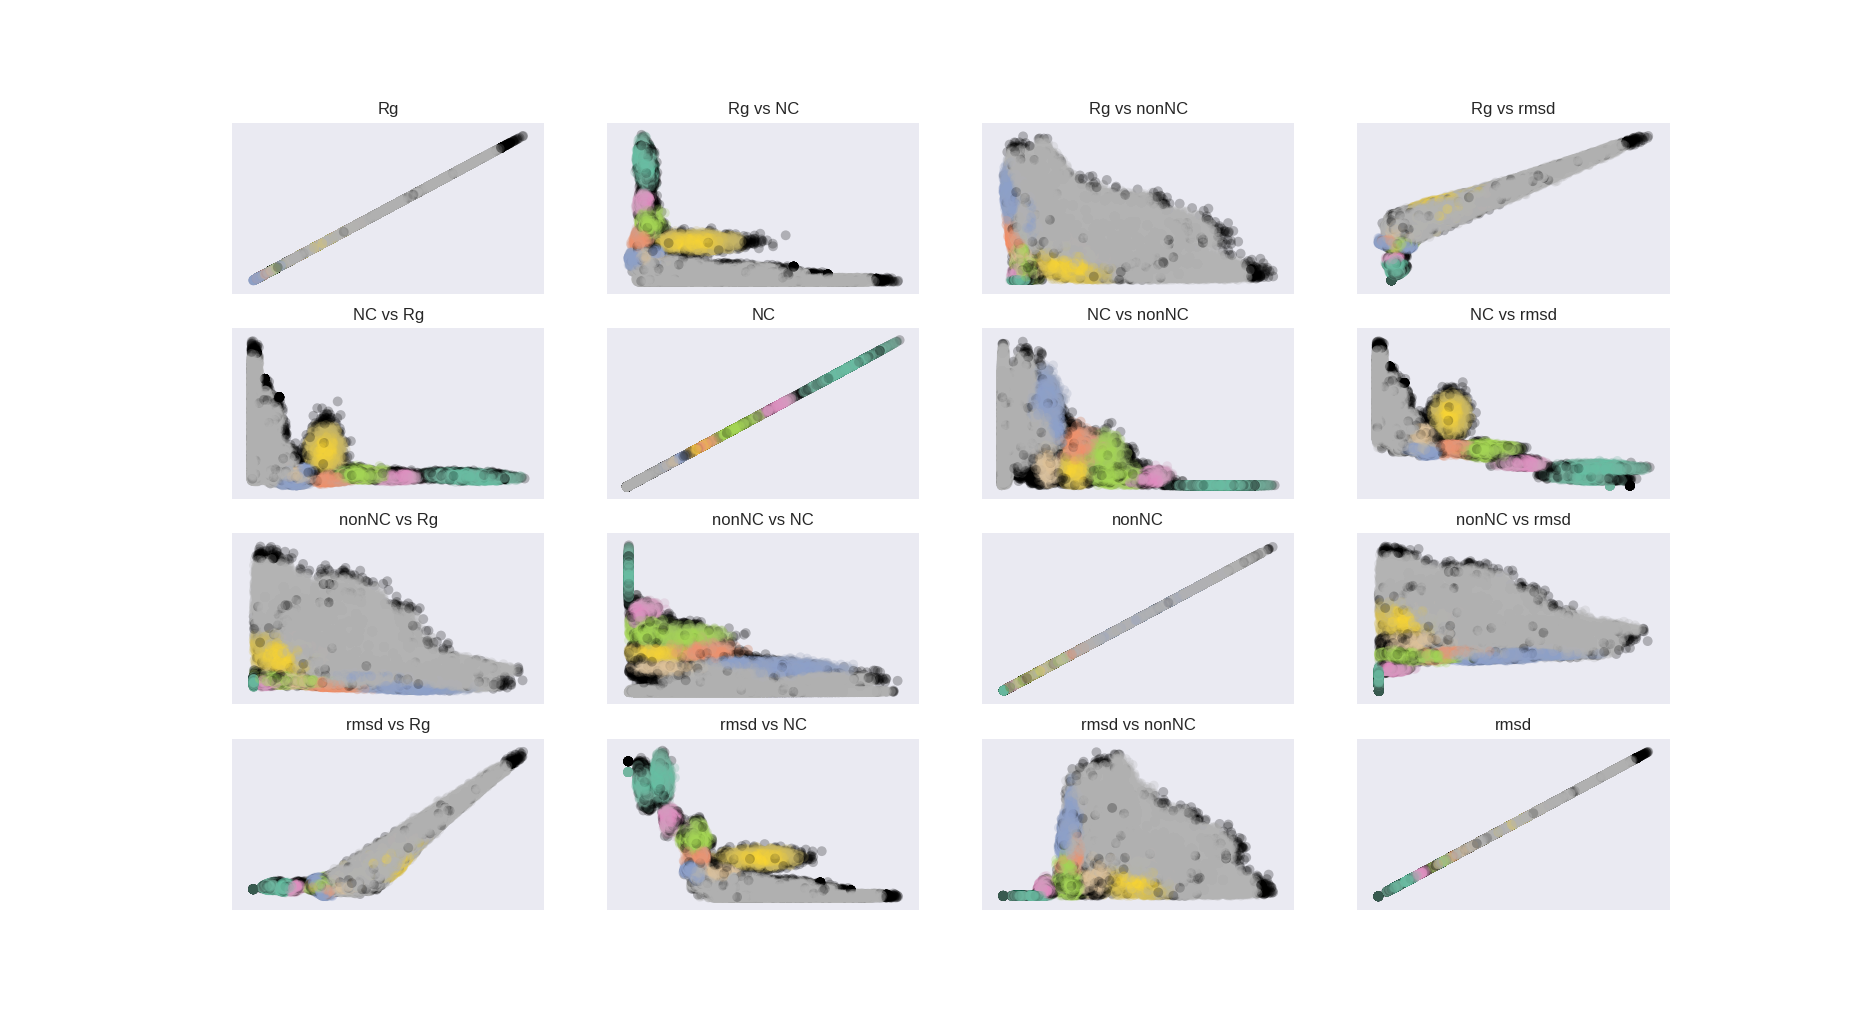 Rg
Rg vs NC
Rg vs nonNC
Rg vs rmsd
NC vs Rg
NC
NC vs nonNC
NC vs rmsd
nonNC vs Rg
nonNC vs NC
nonNC
nonNC vs rmsd
rmsd vs Rg
rmsd vs NC
rmsd vs nonNC
rmsd